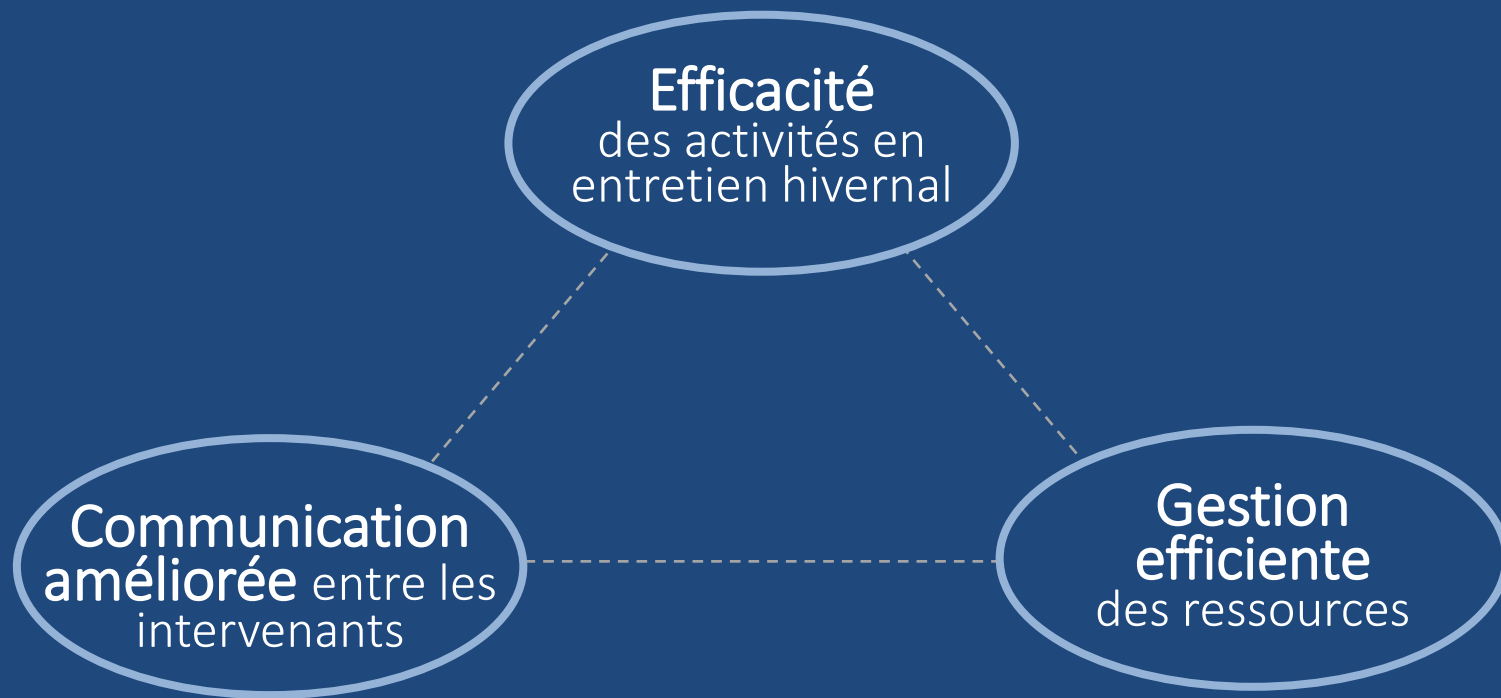 Efficacité
des activités en
entretien hivernal
Communication
améliorée entre les
intervenants
Gestion
efficiente
des ressources